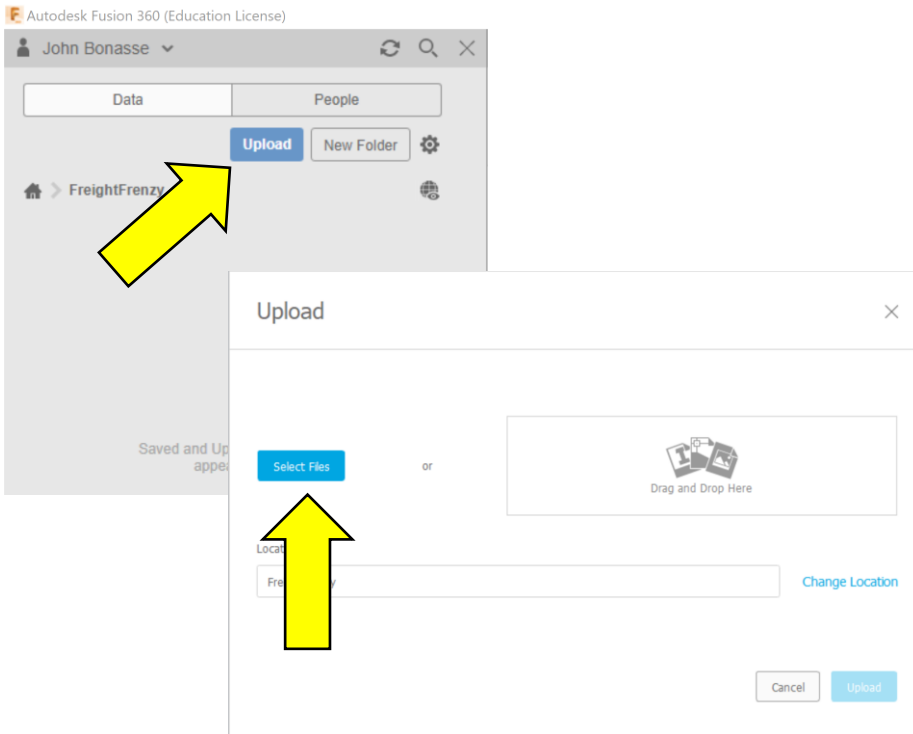 Autodesk Fusion 360 (Education License)
John Bonasse
Data
People
Upload
New Folder
FreightFrenzy
Upload
Saved and Up
appea
Select Files
or
Drag and Drop Here
Locat
Fre y
Change Location
Cancel
Upload